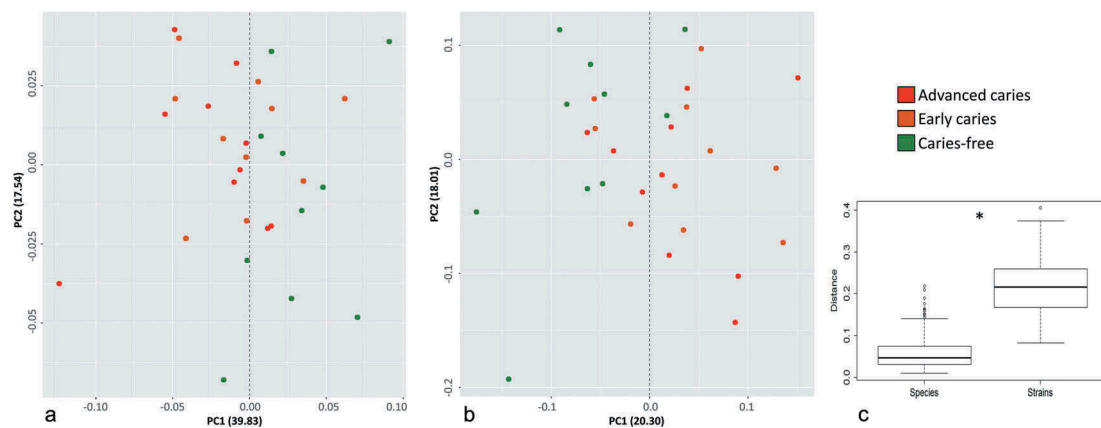 0.025
0.00
-0.025
-0.05
PC2 (17.54)
-0.10
-0.05
0.00
0.05
0.10
PC1 (39.83)
a
0.1
0.0
-0.1
-0.2
PC2 (18.01)
-0.1
0.0
0.1
PC1 (20.30)
b
Advanced caries
Early caries
Caries-free
*
0.4
0.3
0.2
0.1
0.0
Distance
Species
Strains
c